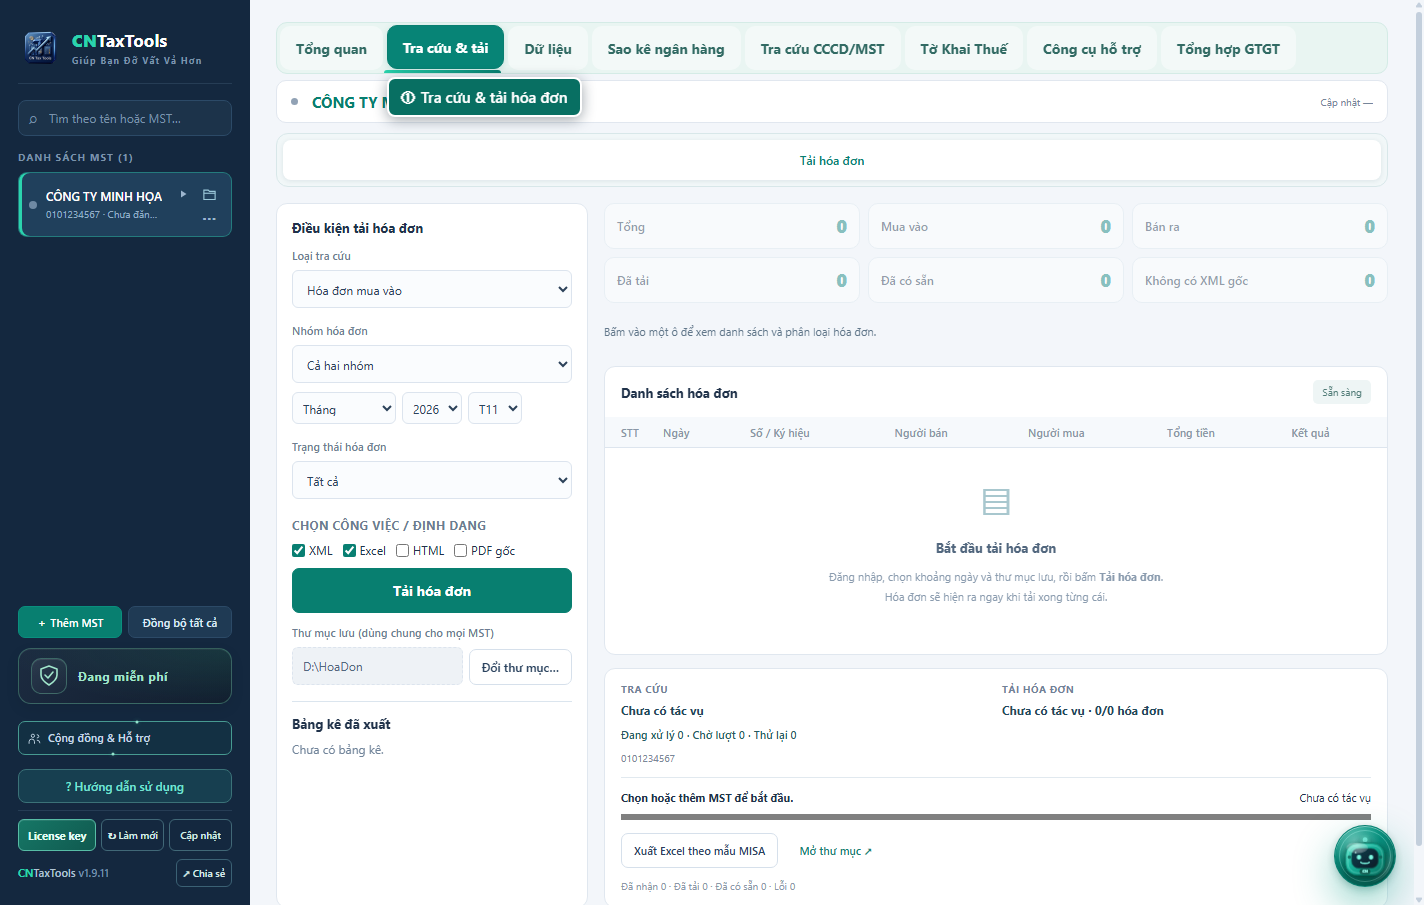 CNTaxTools
Giúp Bạn Đỡ Vất Vả Hơn
Tìm theo tên hoặc MST...
DANH SÁCH MST (1)
CÔNG TY MINH HỌA
0101234567 · Chưa đăn...
+ Thêm MST
Đồng bộ tất cả
Đang miễn phí
Cộng đồng & Hỗ trợ
? Hướng dẫn sử dụng
License key
↻ Làm mới
Cập nhật
CNTaxTools v1.9.11
↗ Chia sẻ
Tổng quan
Tra cứu & tải
Dữ liệu
Sao kê ngân hàng
Tra cứu CCCD/MST
Tờ Khai Thuế
Công cụ hỗ trợ
Tổng hợp GTGT
① Tra cứu & tải hóa đơn
CÔNG TY
Cập nhật —
Tải hóa đơn
Điều kiện tải hóa đơn
Loại tra cứu
Hóa đơn mua vào
Nhóm hóa đơn
Cả hai nhóm
Tháng
2026
T11
Trạng thái hóa đơn
Tất cả
CHỌN CÔNG VIỆC / ĐỊNH DẠNG
XML
Excel
HTML
PDF gốc
Tải hóa đơn
Thư mục lưu (dùng chung cho mọi MST)
D:\HoaDon
Đổi thư mục...
Bảng kê đã xuất
Chưa có bảng kê.
Tổng 0
Mua vào 0
Bán ra 0
Đã tải 0
Đã có sẵn 0
Không có XML gốc 0
Bấm vào một ô để xem danh sách và phân loại hóa đơn.
Danh sách hóa đơn
Sẵn sàng
STT Ngày Số / Ký hiệu Người bán Người mua Tổng tiền Kết quả
Bắt đầu tải hóa đơn
Đăng nhập, chọn khoảng ngày và thư mục lưu, rồi bấm Tải hóa đơn.
Hóa đơn sẽ hiện ra ngay khi tải xong từng cái.
TRA CỨU
Chưa có tác vụ
Đang xử lý 0 · Chờ lượt 0 · Thử lại 0
0101234567
TẢI HÓA ĐƠN
Chưa có tác vụ · 0/0 hóa đơn
Chọn hoặc thêm MST để bắt đầu.
Chưa có tác vụ
Xuất Excel theo mẫu MISA
Mở thư mục ↗
Đã nhận 0 · Đã tải 0 · Đã có sẵn 0 · Lỗi 0